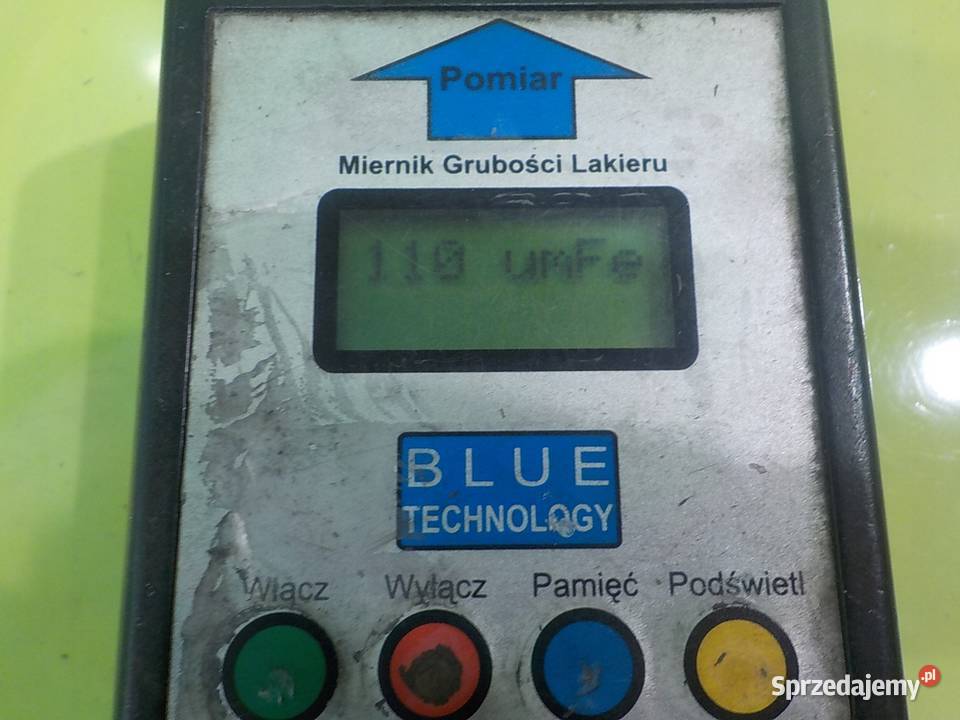 Pomiar
Miernik Grubości Lakieru
110 umFe
BLUE
TECHNOLOGY
Włącz Wyłącz Pamięć Podświetl
Sprzedajemy.pl